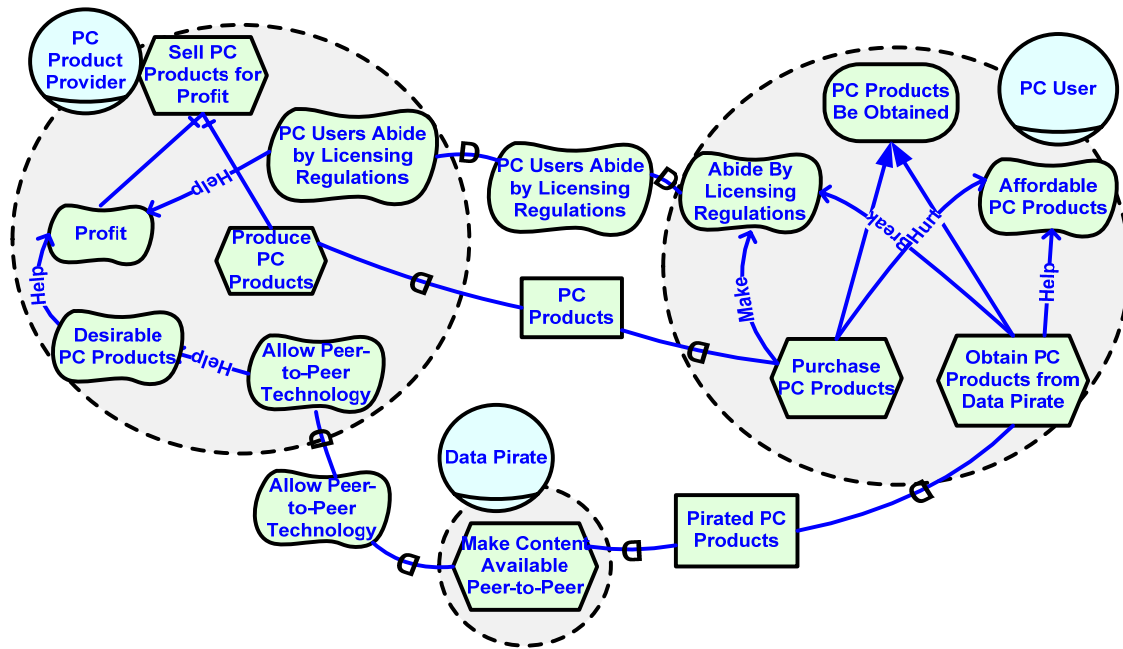 PC
Product
Provider
Sell PC
Products for
Profit
PC Users Abide
by Licensing
Regulations
Help
Profit
Produce
PC
Products
Help
Desirable
PC Products
Help
Allow Peer-
to-Peer
Technology
D
PC Users Abide
by Licensing
Regulations
D
D
PC
Products
D
PC Products
Be Obtained
PC User
Abide By
Licensing
Regulations
Affordable
PC Products
Break
Hurt
Make
Help
Purchase
PC Products
Obtain PC
Products from
Data Pirate
D
Allow Peer-
to-Peer
Technology
D
Data Pirate
Make Content
Available
Peer-to-Peer
D
Pirated PC
Products
D